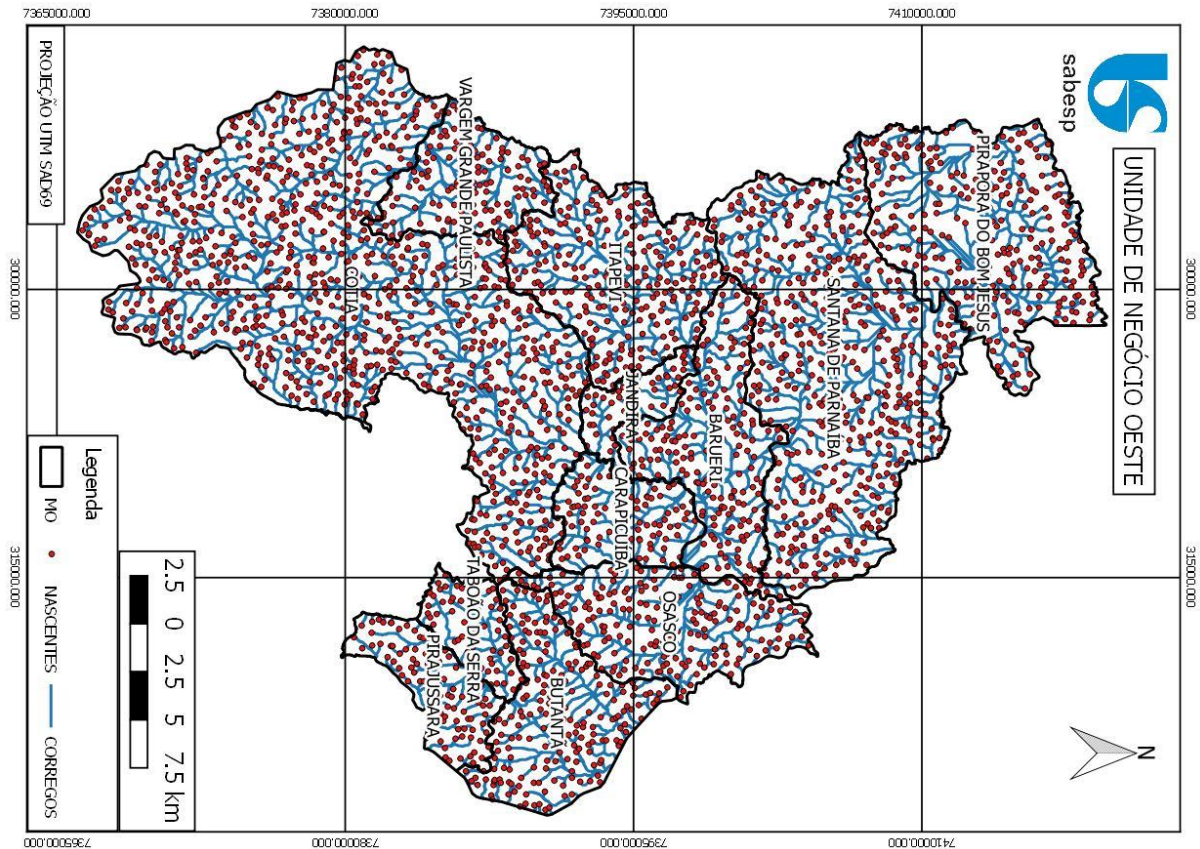 300000.000
315000.000
UNIDADE DE NEGÓCIO OESTE
N
sabesp
7410000.000
7410000.000
PIRAPORA DO BOM JESUS
SANTANA DE PARNAÍBA
BARUERI
OSASCO
7395000.000
7395000.000
JANDIRA
CARAPICUÍBA
ITAPEVI
BUTANTÃ
TABOÃO DA SERRA
VARGEM GRANDE PAULISTA
PIRAJUSSARA
7380000.000
7380000.000
COTIA
2.5 0 2.5 5 7.5 km
Legenda
MO NASCENTES CORREGOS
PROJEÇÃO UTM SAD69
7365000.000
7365000.000
300000.000
315000.000